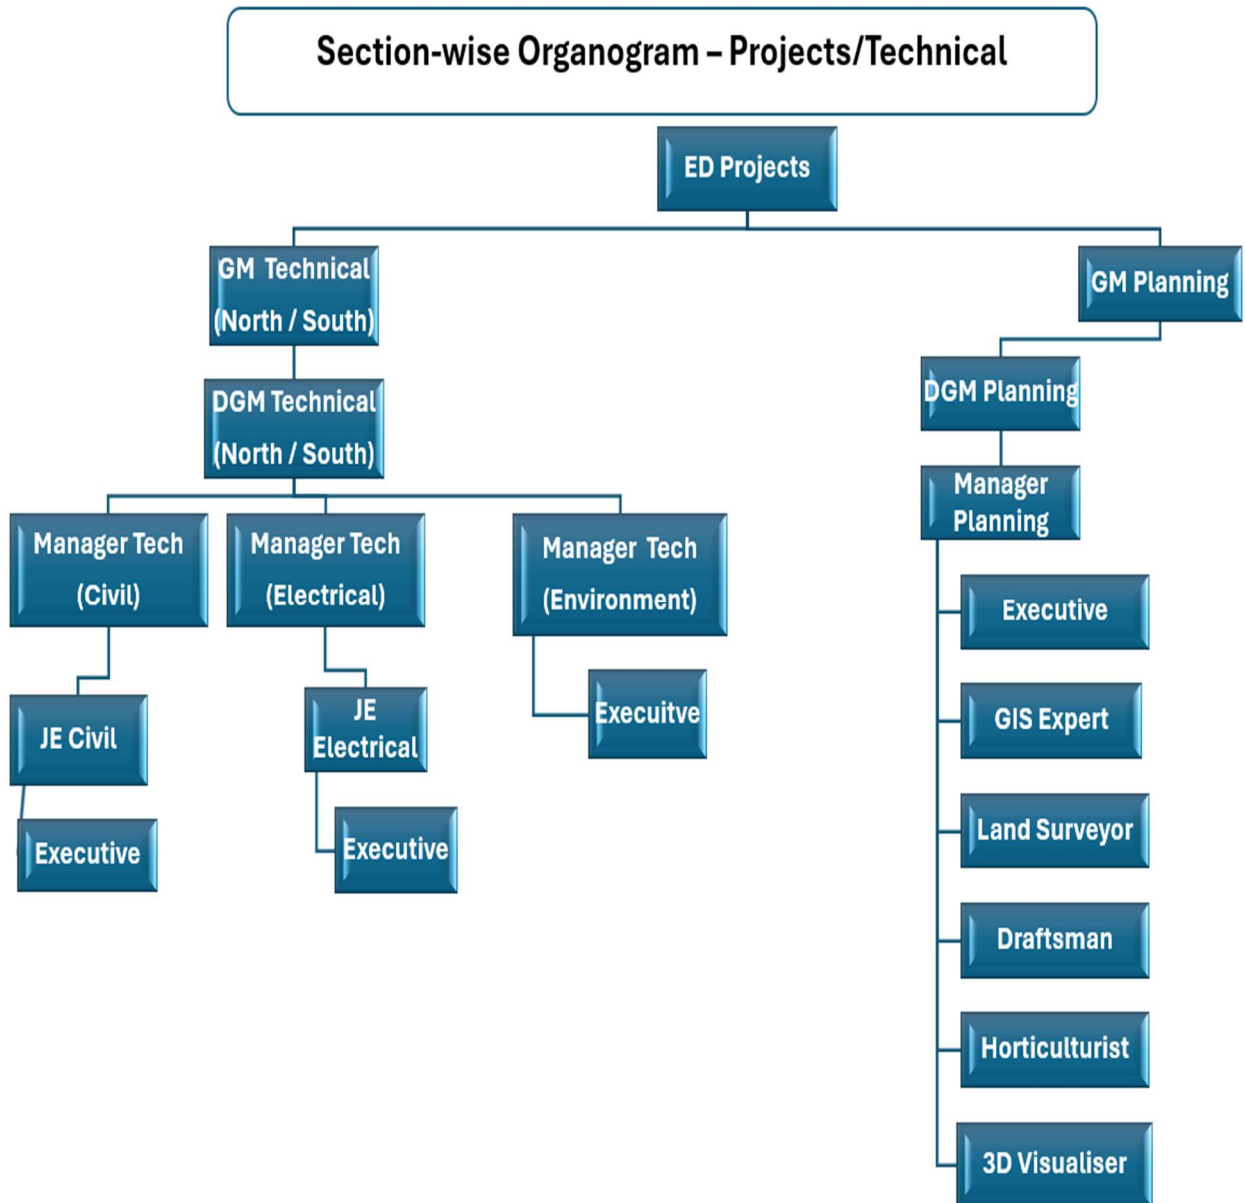 Section-wise Organogram – Projects/Technical
ED Projects
GM Technical
(North / South)
GM Planning
DGM Technical
(North / South)
DGM Planning
Manager
Planning
Manager Tech
(Civil)
Manager Tech
(Electrical)
Manager Tech
(Environment)
JE Civil
Executive
JE
Electrical
Executive
Execuitve
Executive
GIS Expert
Land Surveyor
Draftsman
Horticulturist
3D Visualiser